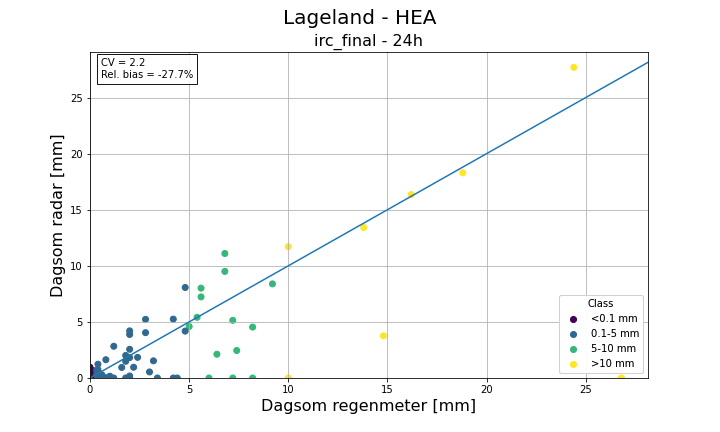 Lageland - HEA
irc_final - 24h
CV = 2.2
Rel. bias = -27.7%
25
20
15
10
5
0
Dagsom radar [mm]
0 5 10 15 20 25
Dagsom regenmeter [mm]
Class
<0.1 mm
0.1-5 mm
5-10 mm
>10 mm